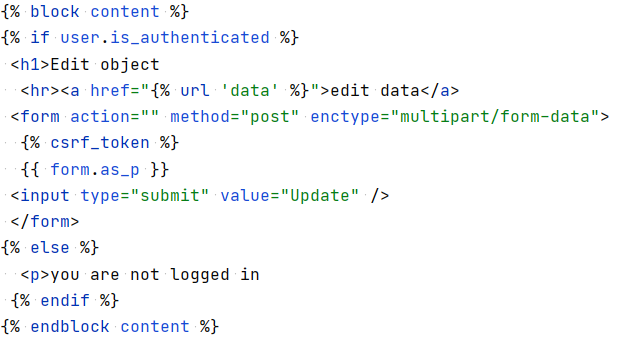 {% block content %}
{% if user.is_authenticated %}
<h1>Edit object
<hr><a href="{% url 'data' %}">edit data</a>
<form action="" method="post" enctype="multipart/form-data">
{% csrf_token %}
{{ form.as_p }}
<input type="submit" value="Update" />
</form>
{% else %}
<p>you are not logged in
{% endif %}
{% endblock content %}